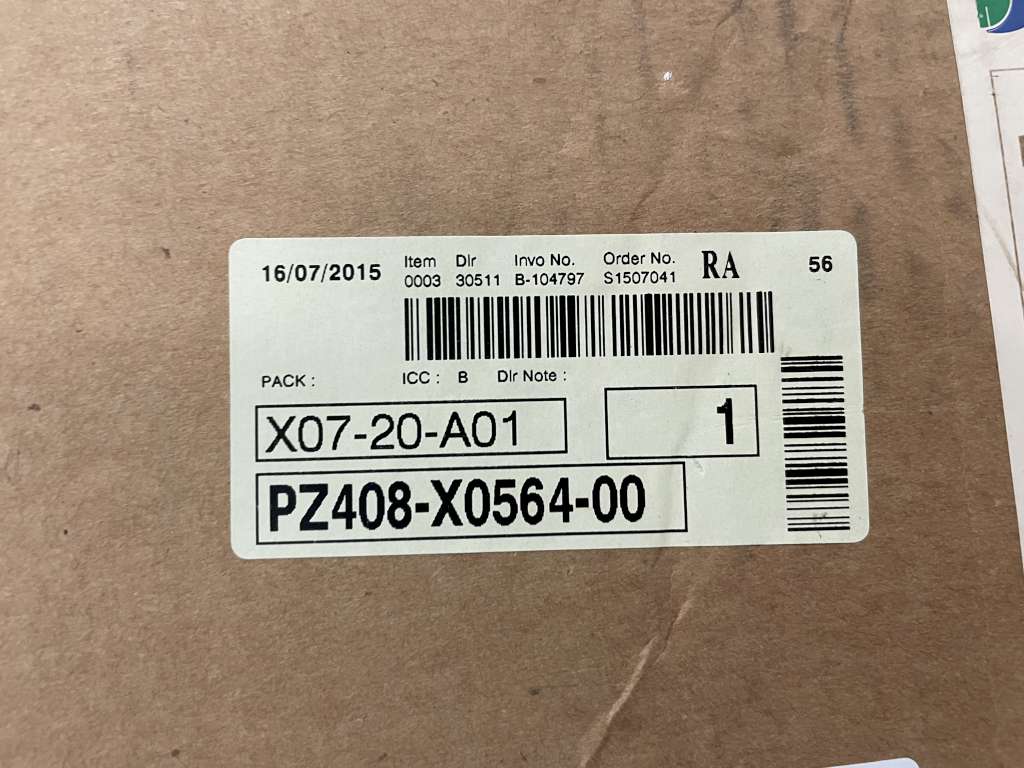 16/07/2015 Item Dlr Invo No. Order No. RA 56
0003 30511 B-104797 S1507041
PACK : ICC : B Dlr Note :
X07-20-A01 1
PZ408-X0564-00